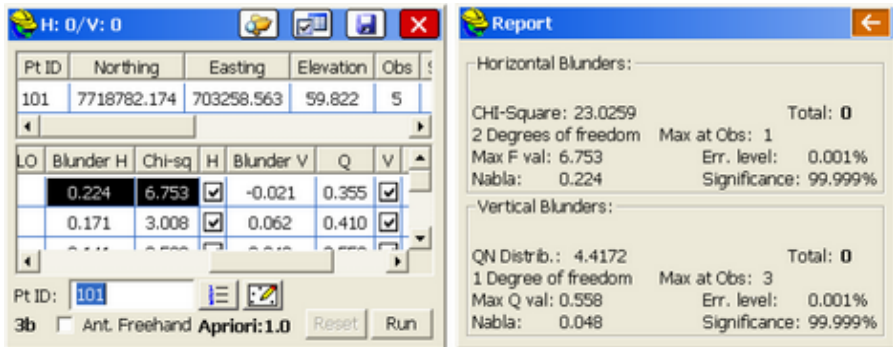 H: 0/V: 0
Pt ID Northing Easting Elevation Obs
101 7718782.174 703258.563 59.822 5
LO Blunder H Chi-sq H Blunder V Q V
0.224 6.753 -0.021 0.355
0.171 3.008 0.062 0.410
Pt ID: 101
3b Ant. Freehand Apriori:1.0 Reset Run
Report
Horizontal Blunders:
CHI-Square: 23.0259 Total: 0
2 Degrees of freedom Max at Obs: 1
Max F val: 6.753 Err. level: 0.001%
Nabla: 0.224 Significance: 99.999%
Vertical Blunders:
QN Distrib.: 4.4172 Total: 0
1 Degree of freedom Max at Obs: 3
Max Q val: 0.558 Err. level: 0.001%
Nabla: 0.048 Significance: 99.999%